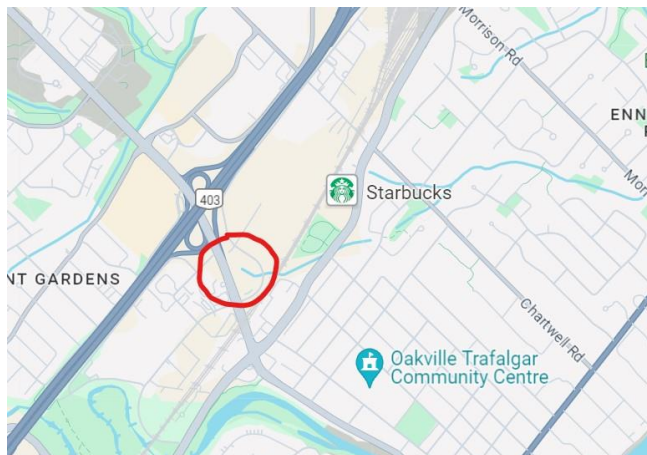 Morrison Rd
ENN
403
Starbucks
Mor
NT GARDENS
Chartwell Rd
Oakville Trafalgar
Community Centre